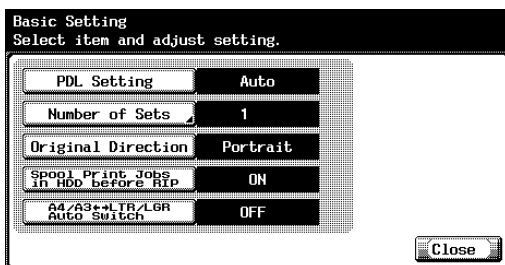 Basic Setting
Select item and adjust setting.
PDL Setting Auto
Number of Sets 1
Original Direction Portrait
Spool Print Jobs
in HDD before RIP ON
A4/A3↔LTR/LGR
Auto Switch OFF
Close